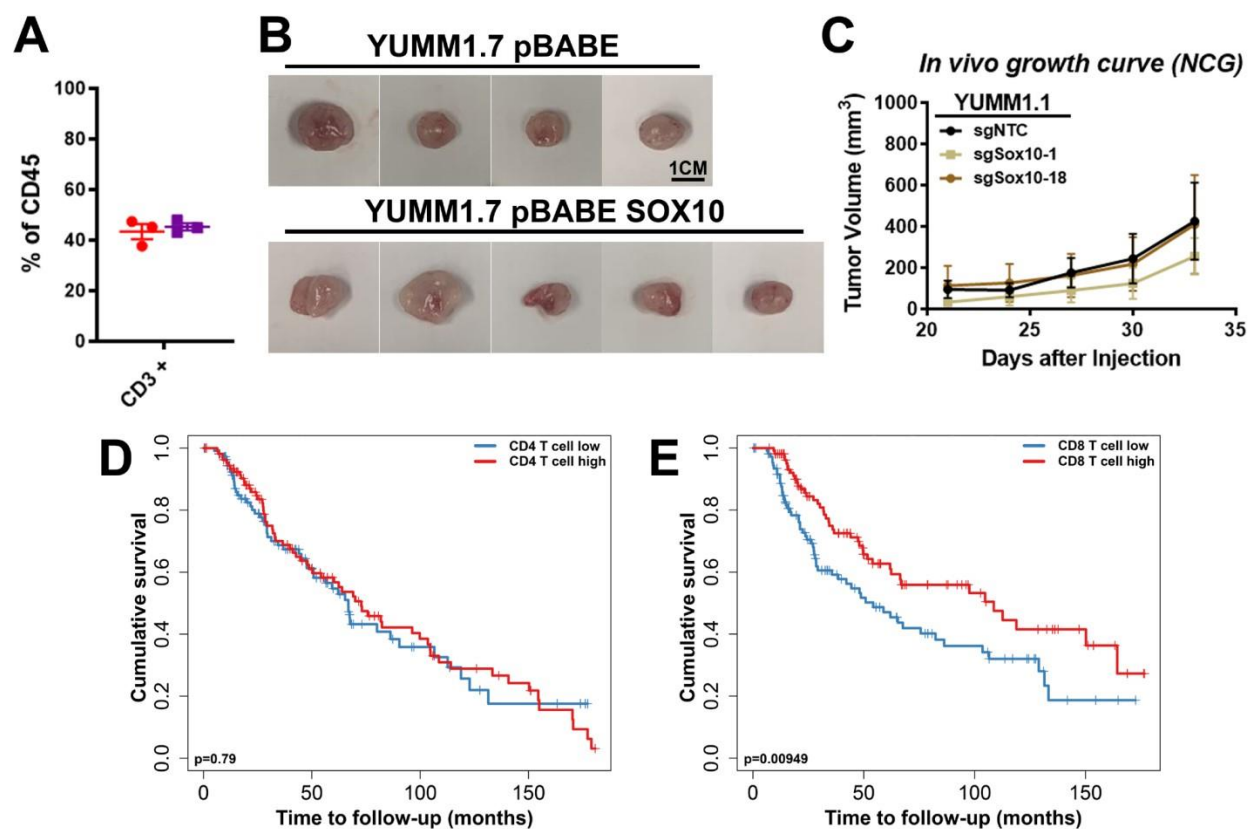 A
% of CD45
100
80
60
40
20
0
CD3 +
B
YUMM1.7 pBABE
1CM
YUMM1.7 pBABE SOX10
C
In vivo growth curve (NCG)
Tumor Volume (mm³)
1000
800
600
400
200
0
YUMM1.1
sgNTC
sgSox10-1
sgSox10-18
20 25 30 35
Days after Injection
D
Cumulative survival
1.0
0.8
0.6
0.4
0.2
0.0
CD4 T cell low
CD4 T cell high
p=0.79
0 50 100 150
Time to follow-up (months)
E
Cumulative survival
1.0
0.8
0.6
0.4
0.2
0.0
CD8 T cell low
CD8 T cell high
p=0.00949
0 50 100 150
Time to follow-up (months)